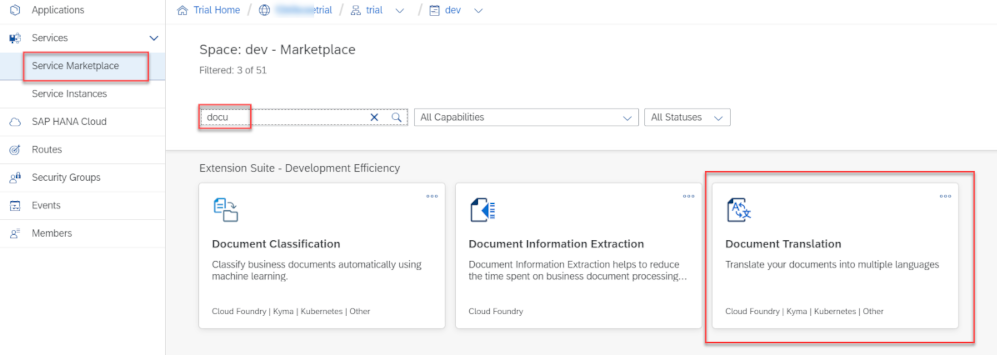 Applications
Services
Service Marketplace
Service Instances
SAP HANA Cloud
Routes
Security Groups
Events
Members
Trial Home / trial / trial / dev
Space: dev - Marketplace
Filtered: 3 of 51
docu All Capabilities All Statuses
Extension Suite - Development Efficiency
Document Classification
Classify business documents automatically using
machine learning.
Cloud Foundry | Kyma | Kubernetes | Other
Document Information Extraction
Document Information Extraction helps to reduce
the time spent on business document processing...
Cloud Foundry
Document Translation
Translate your documents into multiple languages
Cloud Foundry | Kyma | Kubernetes | Other